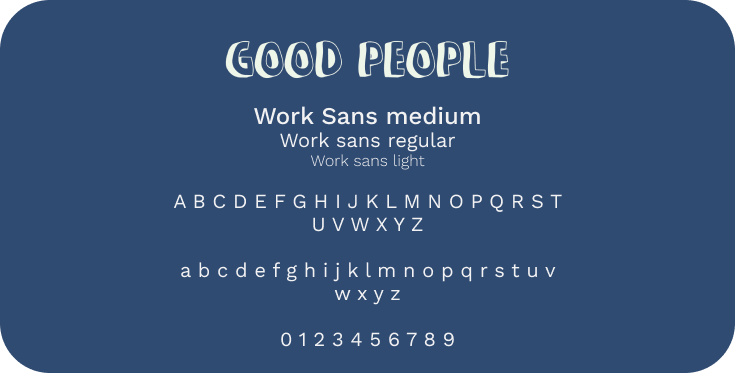 GOOD PEOPLE
Work Sans medium
Work sans regular
Work sans light
A B C D E F G H I J K L M N O P Q R S T
U V W X Y Z
a b c d e f g h i j k l m n o p q r s t u v
w x y z
0 1 2 3 4 5 6 7 8 9